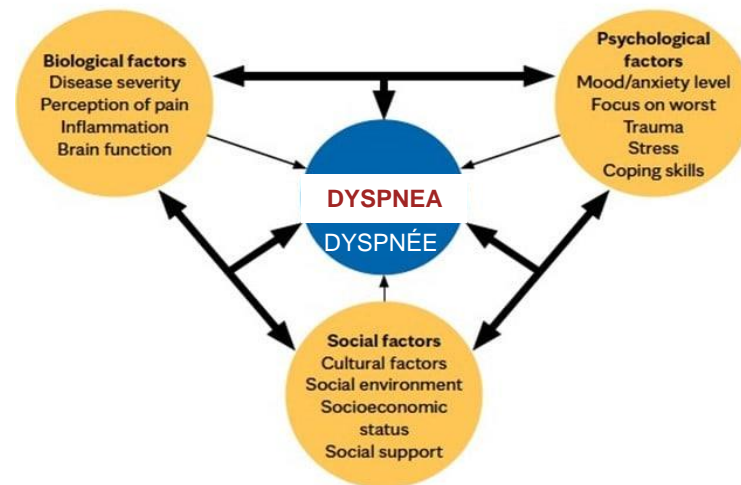 Biological factors
Disease severity
Perception of pain
Inflammation
Brain function
Psychological
factors
Mood/anxiety level
Focus on worst
Trauma
Stress
Coping skills
DYSPNEA
DYSPNÉE
Social factors
Cultural factors
Social environment
Socioeconomic
status
Social support